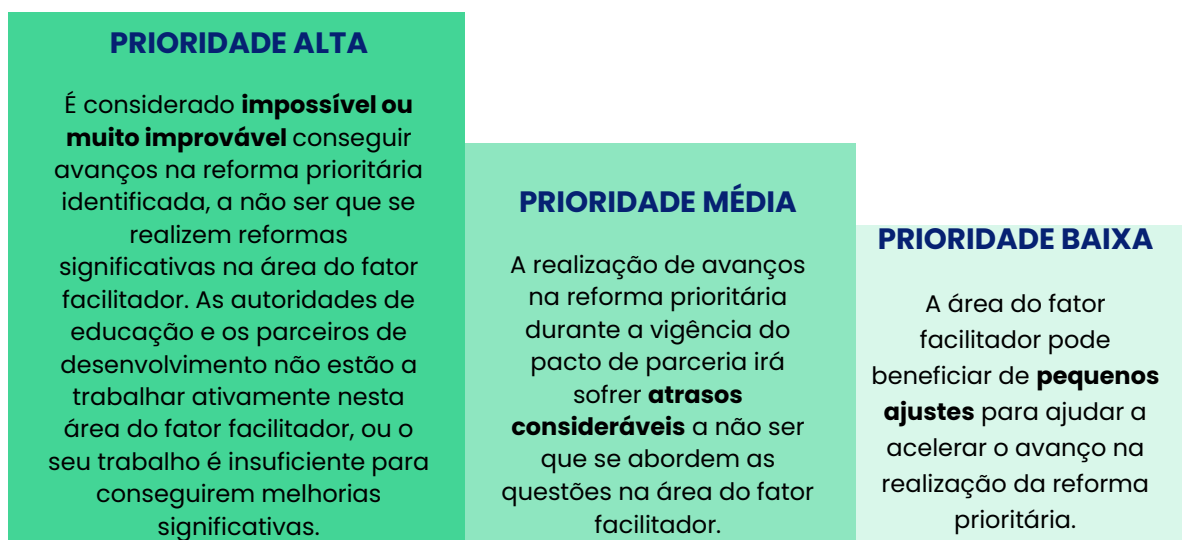 PRIORIDADE ALTA
É considerado impossível ou
muito improvável conseguir
avanços na reforma prioritária
identificada, a não ser que se
realizem reformas
significativas na área do fator
facilitador. As autoridades de
educação e os parceiros de
desenvolvimento não estão a
trabalhar ativamente nesta
área do fator facilitador, ou o
seu trabalho é insuficiente para
conseguirem melhorias
significativas.
PRIORIDADE MÉDIA
A realização de avanços
na reforma prioritária
durante a vigência do
pacto de parceria irá
sofrer atrasos
consideráveis a não ser
que se abordem as
questões na área do fator
facilitador.
PRIORIDADE BAIXA
A área do fator
facilitador pode
beneficiar de pequenos
ajustes para ajudar a
acelerar o avanço na
realização da reforma
prioritária.